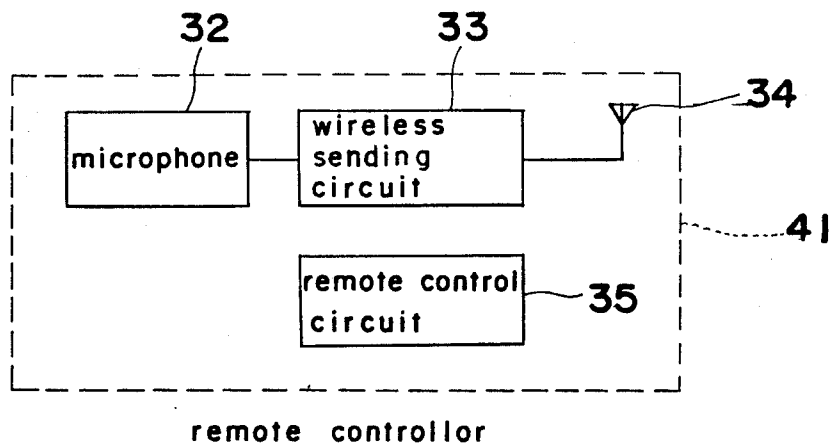 32
33
34
microphone
wireless
sending
circuit
41
remote control
circuit
35
remote controllor